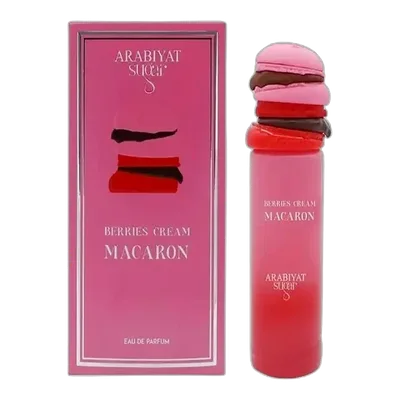 ARABIYAT
sugar
BERRIES CREAM
MACARON
EAU DE PARFUM
BERRIES CREAM
MACARON
ARABIYAT
sugar